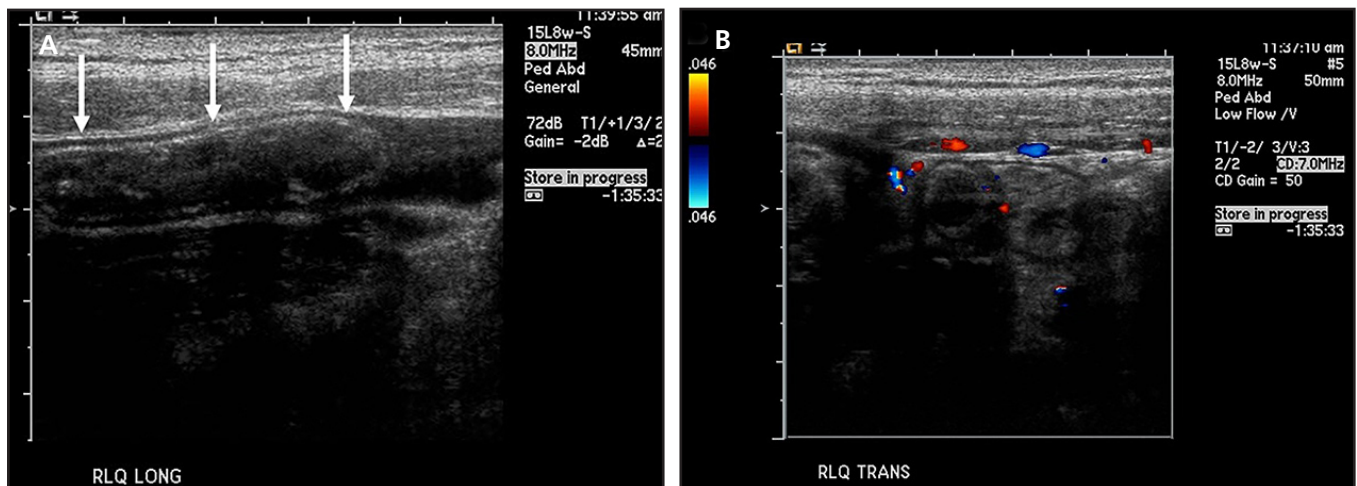 A
11:39:55 am
15L8w-S
8.0MHz 45mm
Ped Abd
General
72dB T1/+1/3/ 2
Gain= -2dB Δ=2
Store in progress
-1:35:33
RLQ LONG
B
.046
.046
11:37:10 am
15L8w-S #5
8.0MHz 50mm
Ped Abd
Low Flow /V
T1/-2/ 3/V:3
2/2 CD:7.0MHz
CD Gain = 50
Store in progress
-1:35:33
RLQ TRANS